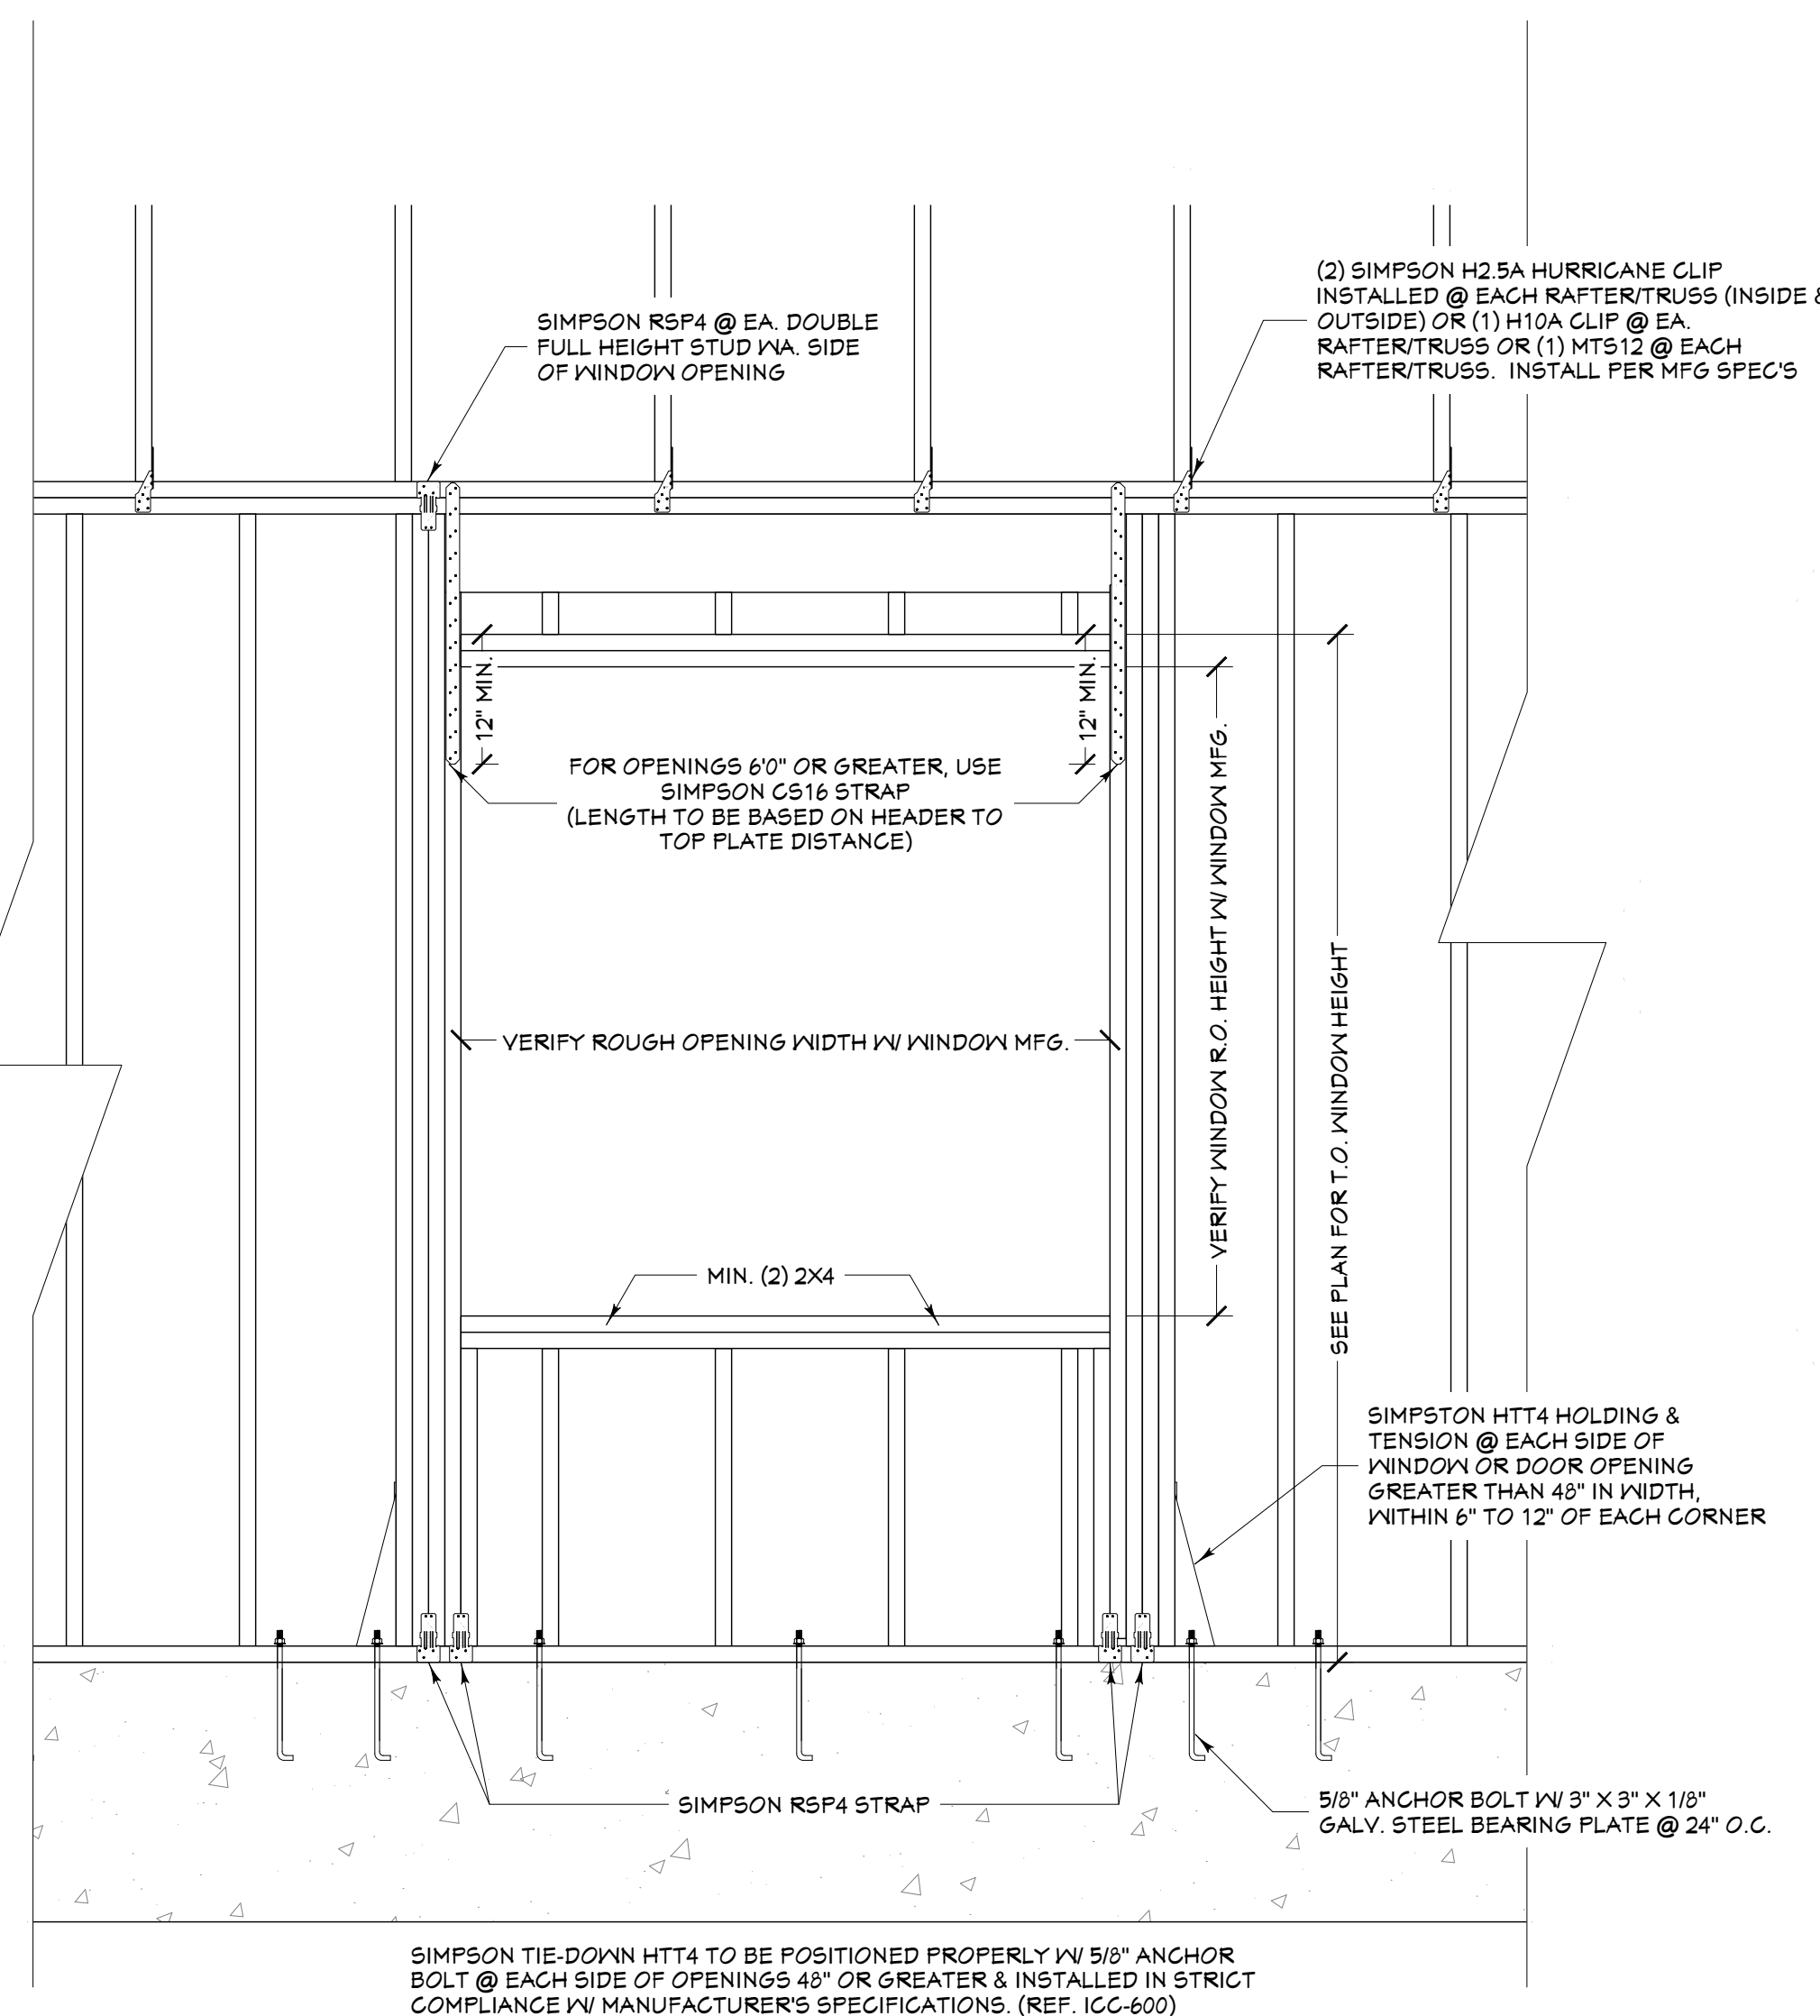 (2) SIMPSON H2.5A HURRICANE CLIP
INSTALLED @ EACH RAFTER/TRUSS (INSIDE &
OUTSIDE) OR (1) H10A CLIP @ EA.
RAFTER/TRUSS OR (1) MTS12 @ EACH
RAFTER/TRUSS. INSTALL PER MFG SPEC'S
SIMPSON RSP4 @ EA. DOUBLE
FULL HEIGHT STUD WA. SIDE
OF WINDOW OPENING
12" MIN.
12" MIN.
FOR OPENINGS 6'0" OR GREATER, USE
SIMPSON CS16 STRAP
(LENGTH TO BE BASED ON HEADER TO
TOP PLATE DISTANCE)
VERIFY WINDOW R.O. HEIGHT W/ WINDOW MFG.
SEE PLAN FOR T.O. WINDOW HEIGHT
VERIFY ROUGH OPENING WIDTH W/ WINDOW MFG.
MIN. (2) 2X4
SIMPSTON HTT4 HOLDING &
TENSION @ EACH SIDE OF
WINDOW OR DOOR OPENING
GREATER THAN 48" IN WIDTH,
WITHIN 6" TO 12" OF EACH CORNER
SIMPSON RSP4 STRAP
5/8" ANCHOR BOLT W/ 3" X 3" X 1/8"
GALV. STEEL BEARING PLATE @ 24" O.C.
SIMPSON TIE-DOWN HTT4 TO BE POSITIONED PROPERLY W/ 5/8" ANCHOR
BOLT @ EACH SIDE OF OPENINGS 48" OR GREATER & INSTALLED IN STRICT
COMPLIANCE W/ MANUFACTURER'S SPECIFICATIONS. (REF. ICC-600)